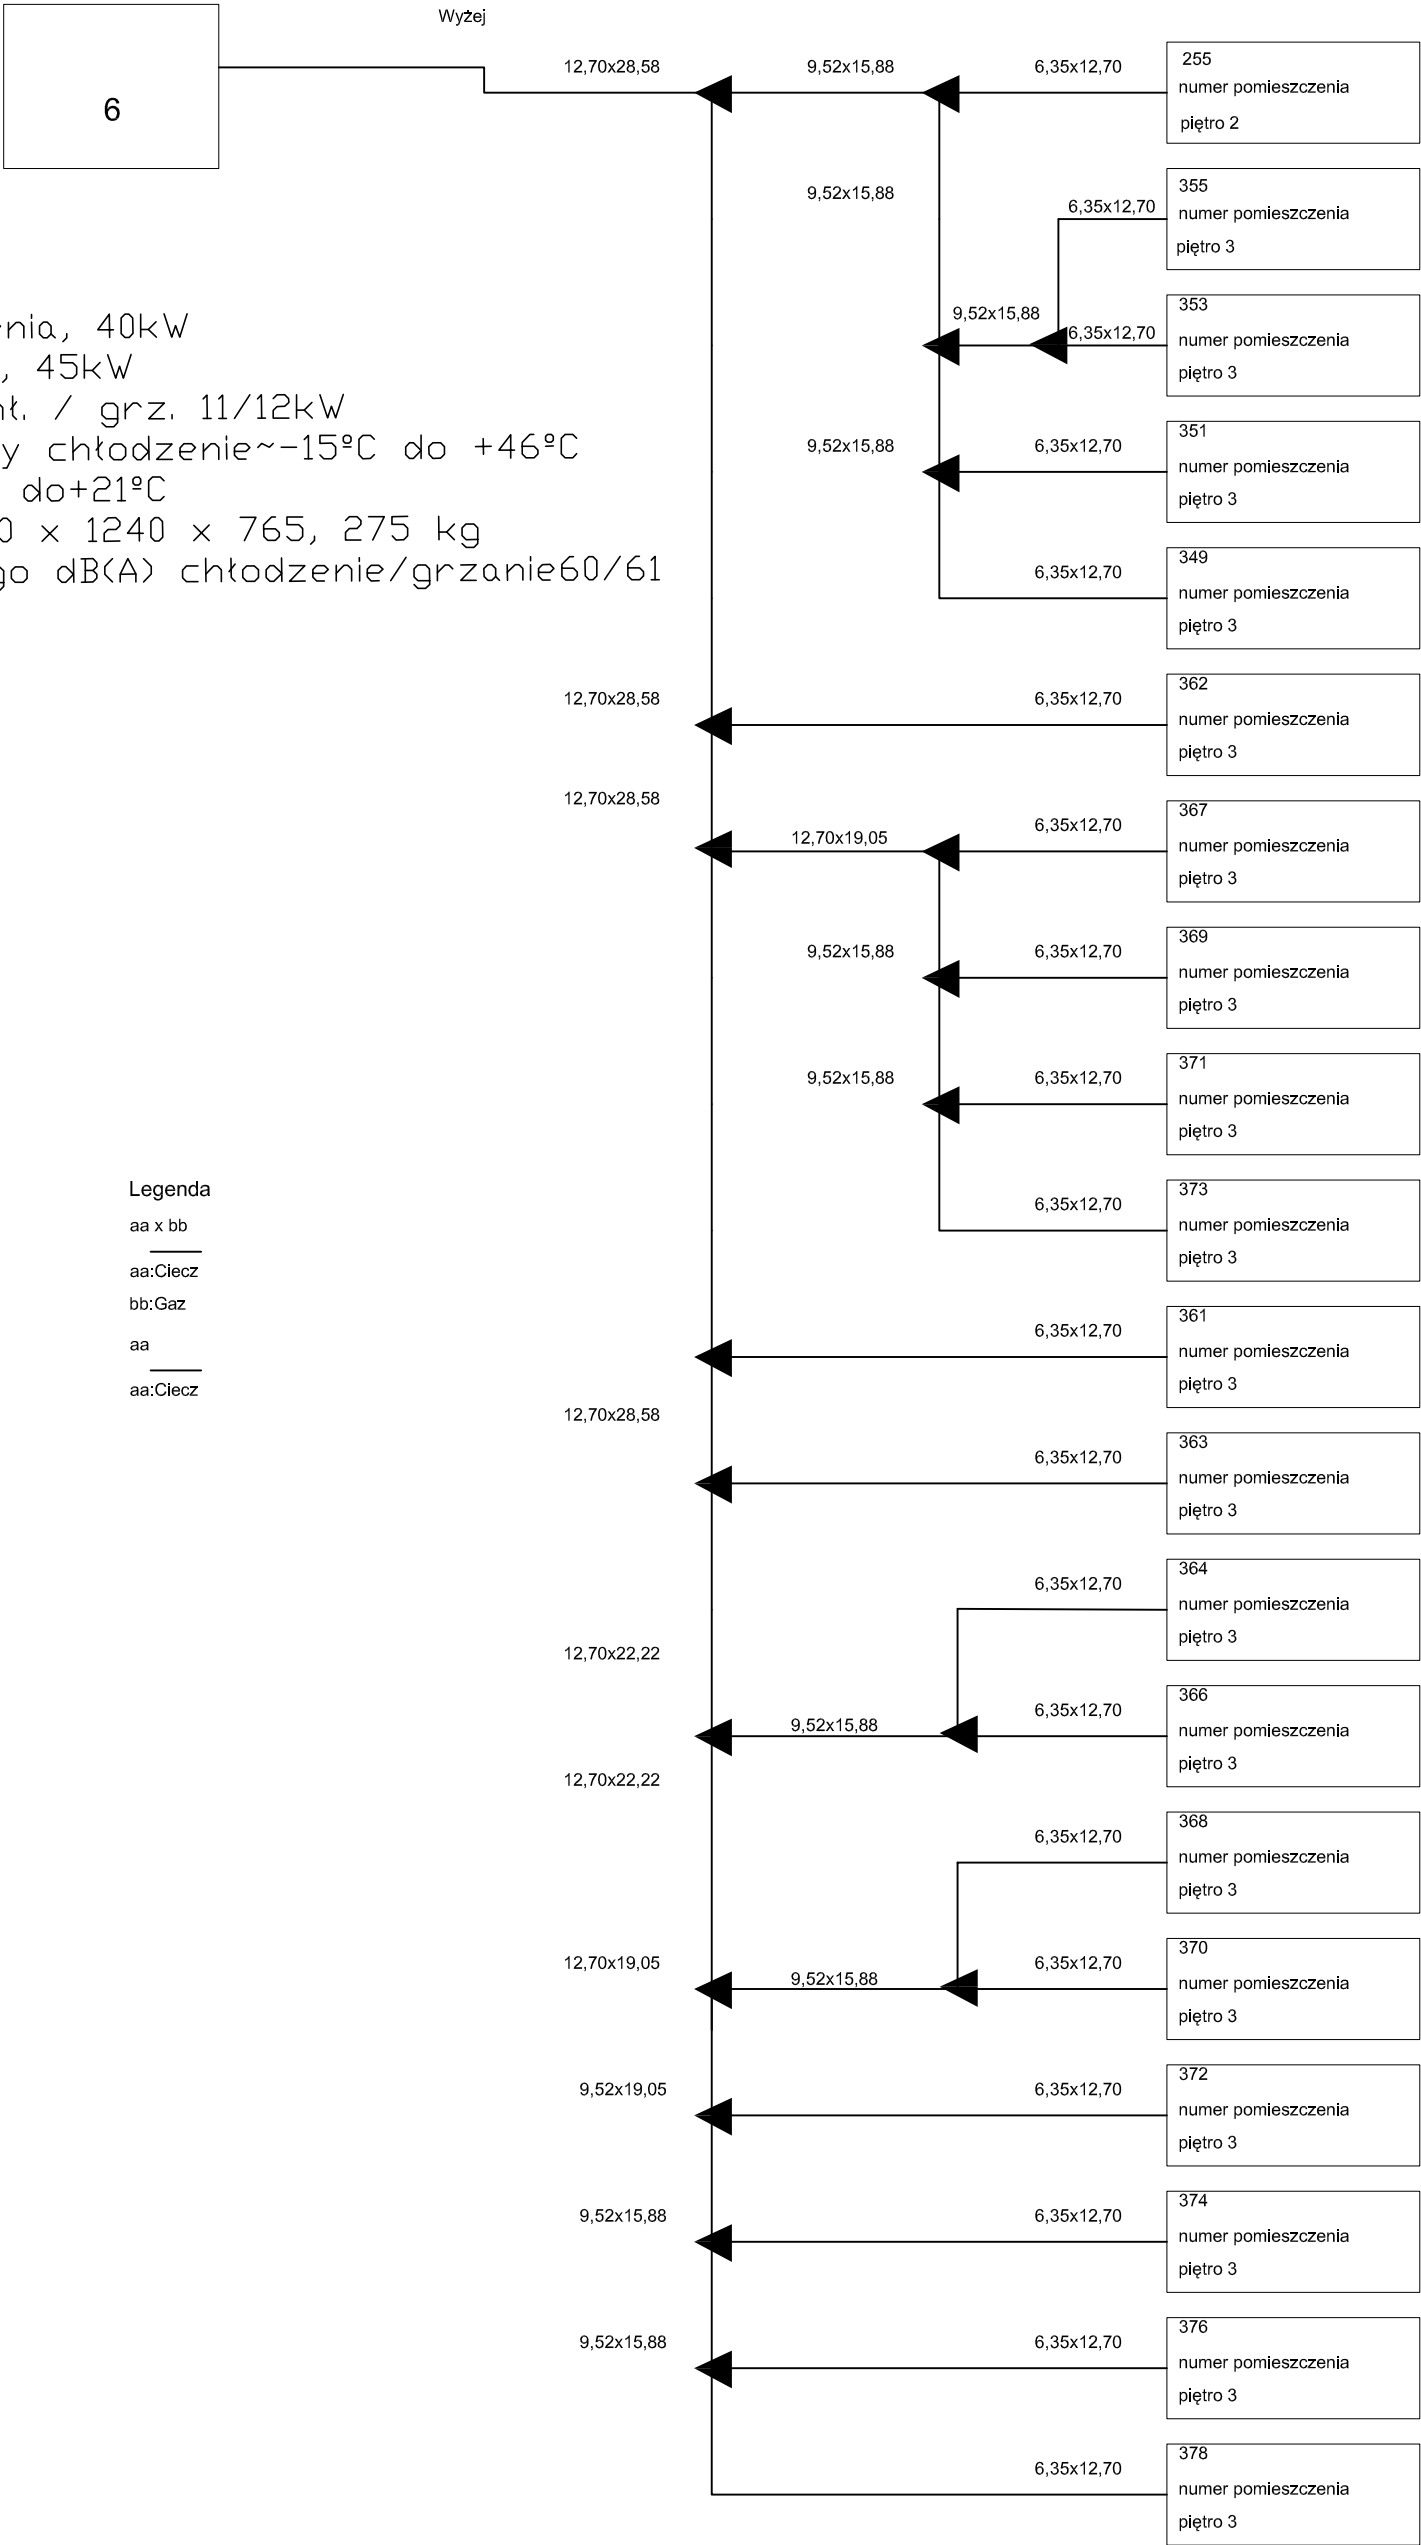 Wyżej
6
12,70x28,58
9,52x15,88
6,35x12,70
255
numer pomieszczenia
piętro 2
9,52x15,88
6,35x12,70
355
numer pomieszczenia
piętro 3
9,52x15,88
6,35x12,70
353
numer pomieszczenia
piętro 3
nia, 40kW
, 45kW
ł. / grz. 11/12kW
y chłodzenie~-15ºC do +46ºC
do+21ºC
0 x 1240 x 765, 275 kg
go dB(A) chłodzenie/grzanie60/61
9,52x15,88
6,35x12,70
351
numer pomieszczenia
piętro 3
6,35x12,70
349
numer pomieszczenia
piętro 3
12,70x28,58
6,35x12,70
362
numer pomieszczenia
piętro 3
12,70x28,58
12,70x19,05
6,35x12,70
367
numer pomieszczenia
piętro 3
9,52x15,88
6,35x12,70
369
numer pomieszczenia
piętro 3
9,52x15,88
6,35x12,70
371
numer pomieszczenia
piętro 3
6,35x12,70
373
numer pomieszczenia
piętro 3
Legenda
aa x bb
aa:Ciecz
bb:Gaz
aa
aa:Ciecz
6,35x12,70
361
numer pomieszczenia
piętro 3
12,70x28,58
6,35x12,70
363
numer pomieszczenia
piętro 3
6,35x12,70
364
numer pomieszczenia
piętro 3
12,70x22,22
9,52x15,88
6,35x12,70
366
numer pomieszczenia
piętro 3
12,70x22,22
6,35x12,70
368
numer pomieszczenia
piętro 3
12,70x19,05
9,52x15,88
6,35x12,70
370
numer pomieszczenia
piętro 3
9,52x19,05
6,35x12,70
372
numer pomieszczenia
piętro 3
9,52x15,88
6,35x12,70
374
numer pomieszczenia
piętro 3
9,52x15,88
6,35x12,70
376
numer pomieszczenia
piętro 3
6,35x12,70
378
numer pomieszczenia
piętro 3